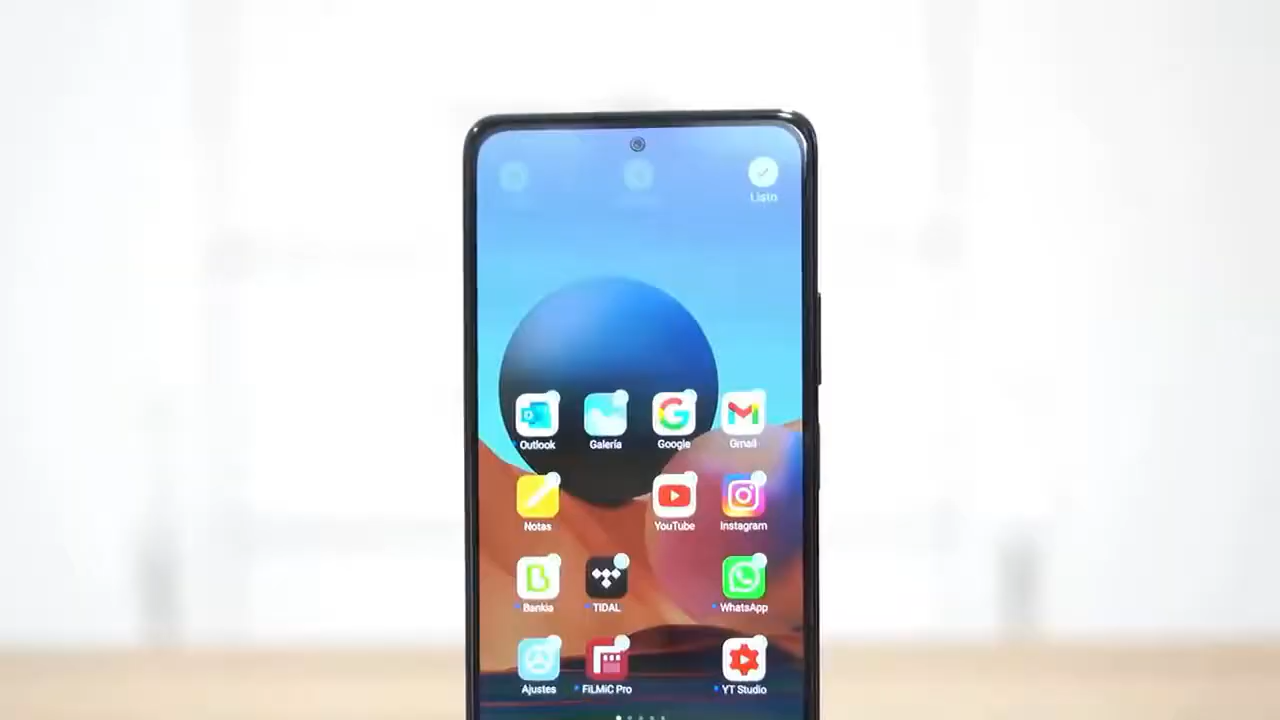 Listo
Outlook Galería Google Gmail
Notas YouTube Instagram
Bankia TIDAL WhatsApp
Ajustes FiLMiC Pro YT Studio